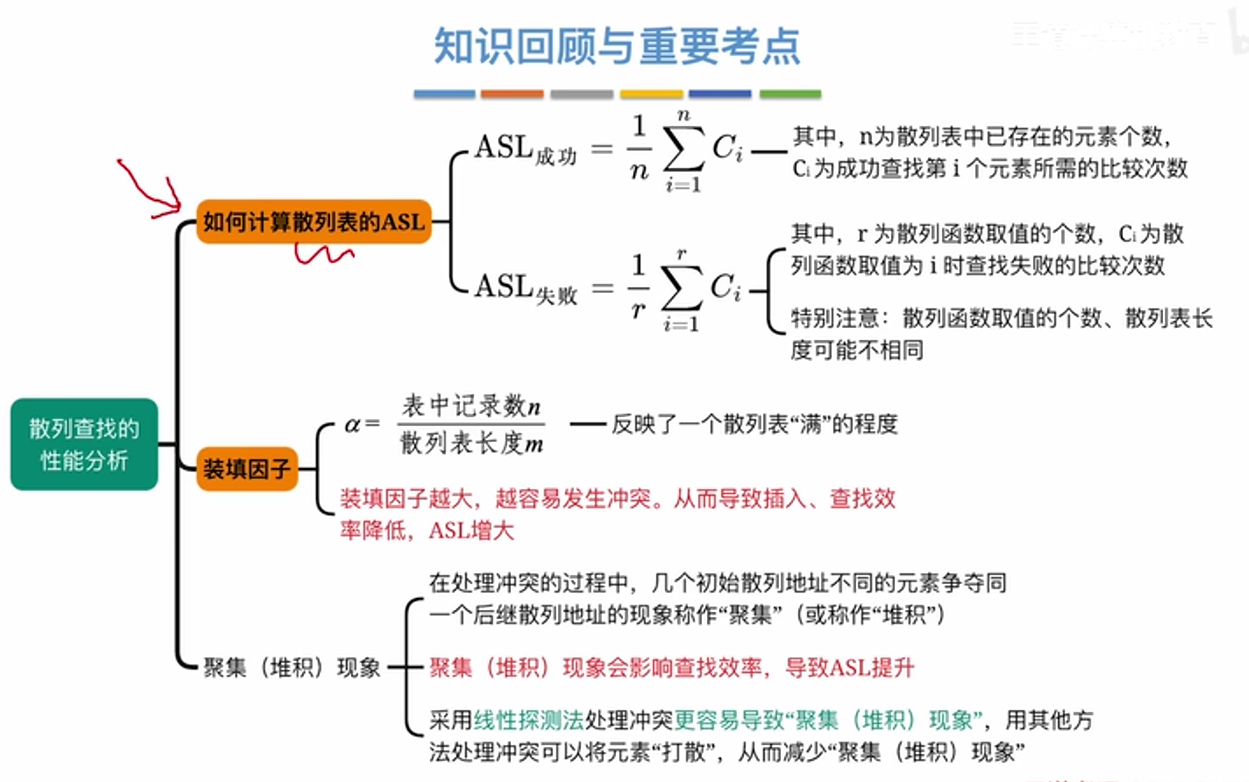 知识回顾与重要考点
ASL成功 = 1/n ∑_{i=1}^{n} Cᵢ
其中，n为散列表中已存在的元素个数，
Cᵢ为成功查找第 i 个元素所需的比较次数
如何计算散列表的ASL
其中，r 为散列函数取值的个数，Cᵢ为散
列函数取值为 i 时查找失败的比较次数
ASL失败 = 1/r ∑_{i=1}^{r} Cᵢ
特别注意：散列函数取值的个数、散列表长
度可能不相同
散列查找的
性能分析
装填因子
α = 表中记录数n/散列表长度m
反映了一个散列表“满”的程度
装填因子越大，越容易发生冲突。从而导致插入、查找效
率降低，ASL增大
聚集（堆积）现象
在处理冲突的过程中，几个初始散列地址不同的元素争夺同
一个后继散列地址的现象称作“聚集”（或称作“堆积”）
聚集（堆积）现象会影响查找效率，导致ASL提升
采用线性探测法处理冲突更容易导致“聚集（堆积）现象”，用其他方
法处理冲突可以将元素“打散”，从而减少“聚集（堆积）现象”